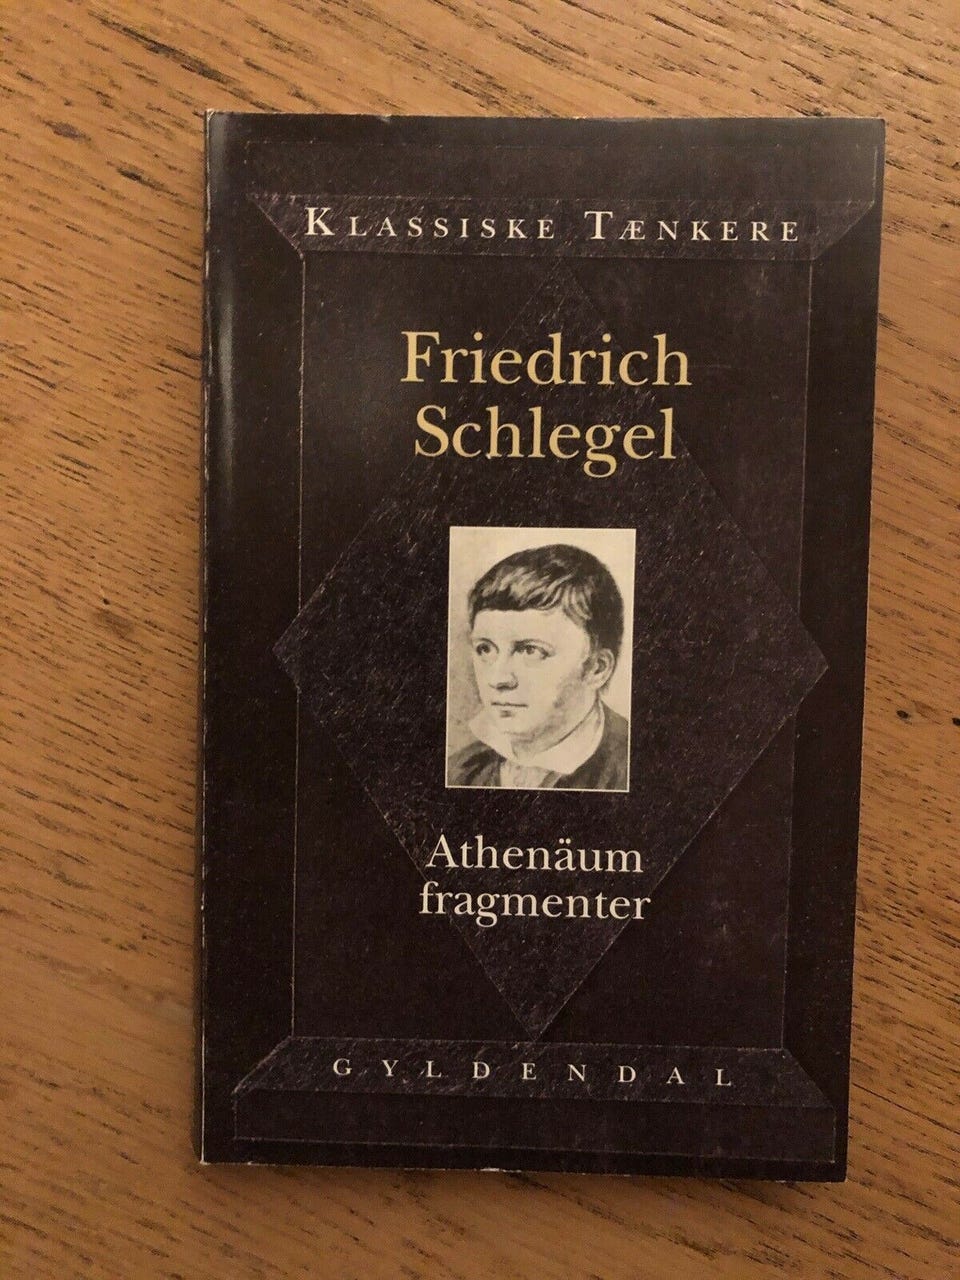 KLASSISKE TÆNKERE
Friedrich
Schlegel
Athenäum
fragmenter
GYLDENDAL